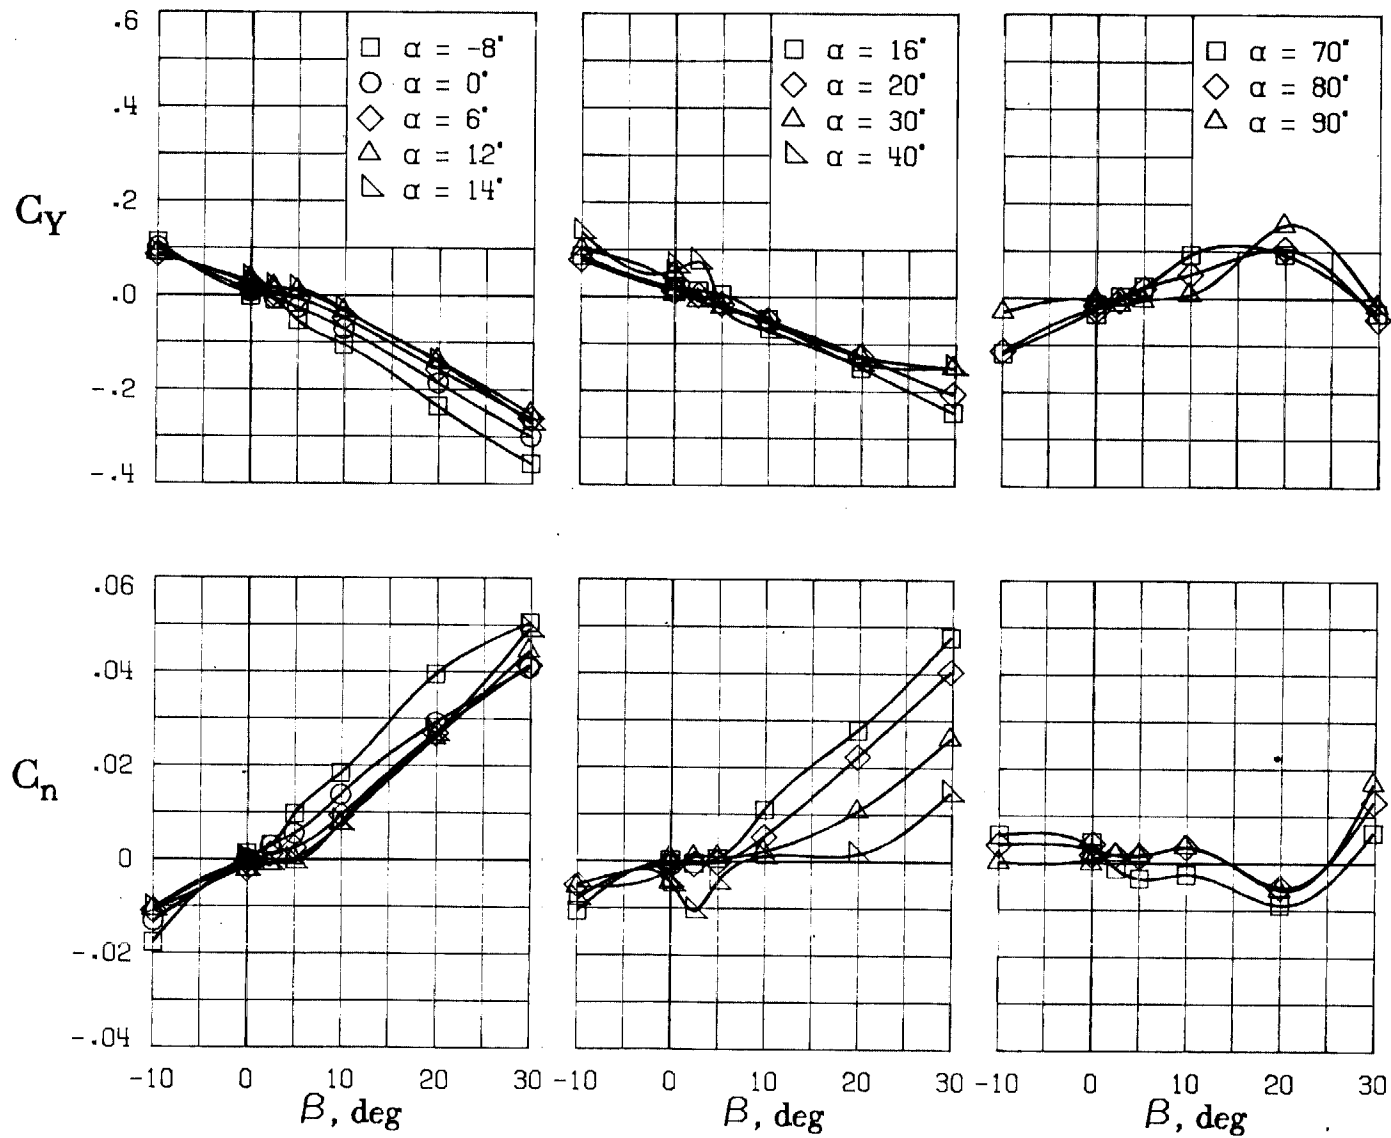 .6
.4
.2
.0
-.2
-.4
C_Y
□ α = -8°
○ α = 0°
◇ α = 6°
△ α = 12°
◺ α = 14°
□ α = 16°
◇ α = 20°
△ α = 30°
◺ α = 40°
□ α = 70°
◇ α = 80°
△ α = 90°
.06
.04
.02
0
-.02
-.04
C_n
-10 0 10 20 30
β, deg
-10 0 10 20 30
β, deg
-10 0 10 20 30
β, deg